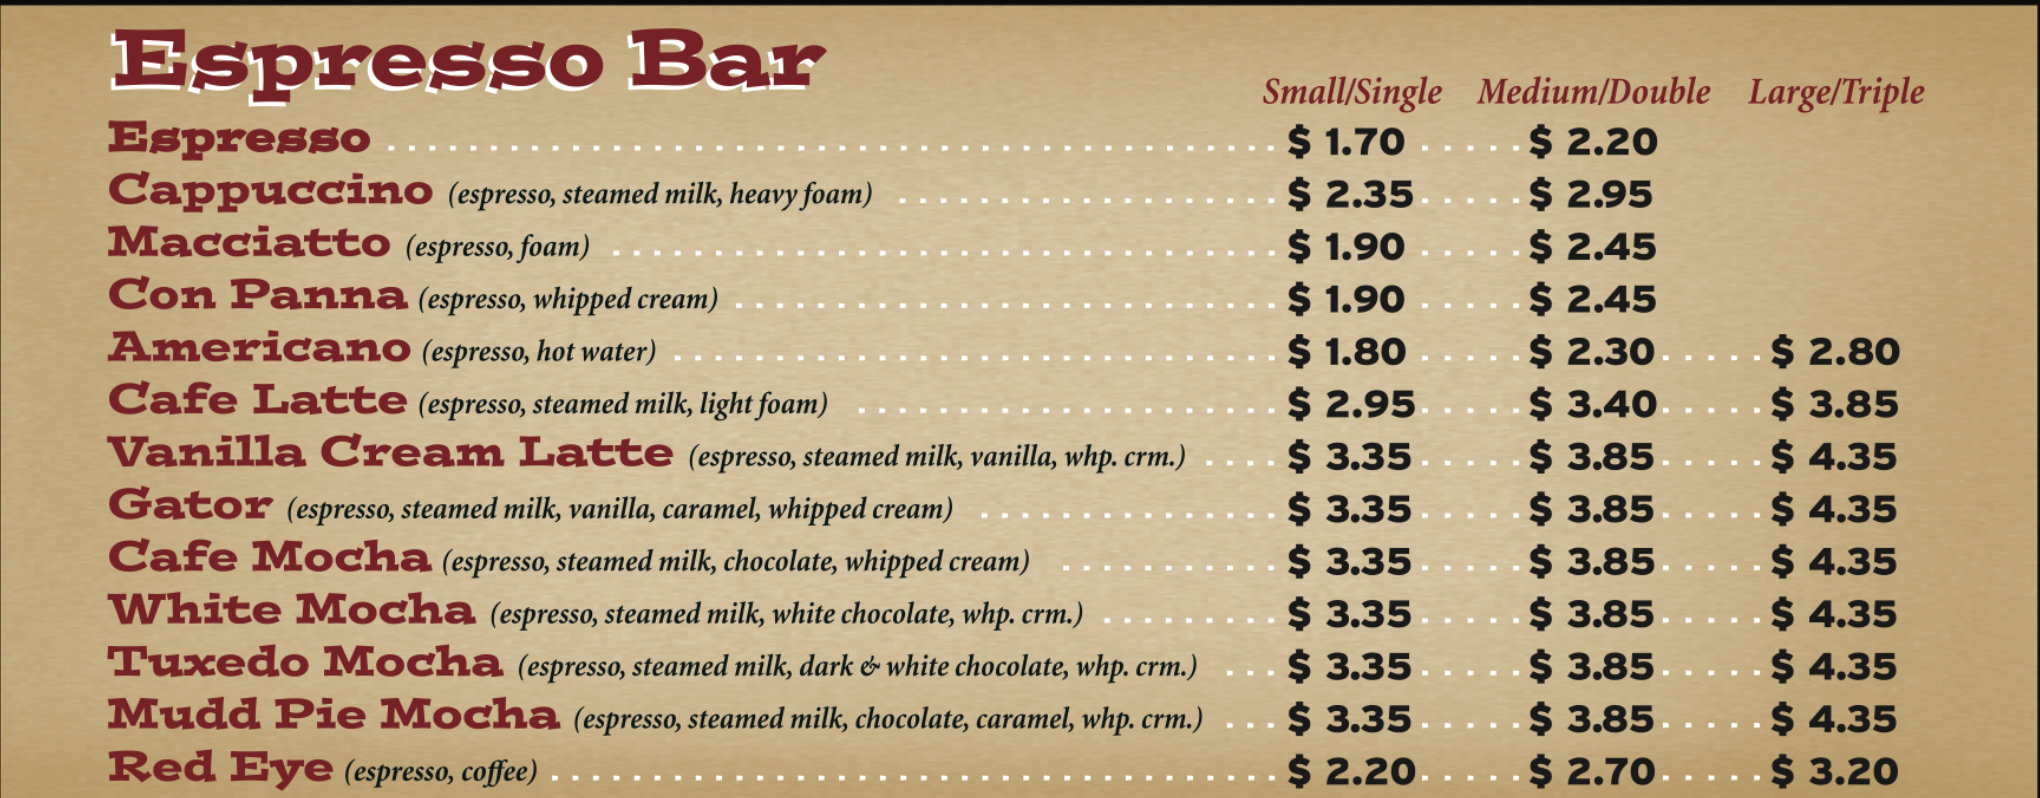 Espresso Bar
Small/Single Medium/Double Large/Triple
Espresso $ 1.70 $ 2.20
Cappuccino (espresso, steamed milk, heavy foam) $ 2.35 $ 2.95
Macciatto (espresso, foam) $ 1.90 $ 2.45
Con Panna (espresso, whipped cream) $ 1.90 $ 2.45
Americano (espresso, hot water) $ 1.80 $ 2.30 $ 2.80
Cafe Latte (espresso, steamed milk, light foam) $ 2.95 $ 3.40 $ 3.85
Vanilla Cream Latte (espresso, steamed milk, vanilla, whp. crm.) $ 3.35 $ 3.85 $ 4.35
Gator (espresso, steamed milk, vanilla, caramel, whipped cream) $ 3.35 $ 3.85 $ 4.35
Cafe Mocha (espresso, steamed milk, chocolate, whipped cream) $ 3.35 $ 3.85 $ 4.35
White Mocha (espresso, steamed milk, white chocolate, whp. crm.) $ 3.35 $ 3.85 $ 4.35
Tuxedo Mocha (espresso, steamed milk, dark & white chocolate, whp. crm.) $ 3.35 $ 3.85 $ 4.35
Mudd Pie Mocha (espresso, steamed milk, chocolate, caramel, whp. crm.) $ 3.35 $ 3.85 $ 4.35
Red Eye (espresso, coffee) $ 2.20 $ 2.70 $ 3.20